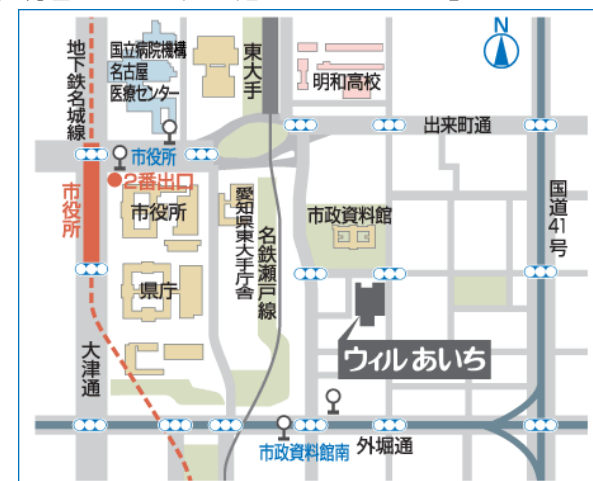 N
国立病院機構
名古屋
医療センター
地下鉄名城線
東大手
明和高校
出来町通
市役所
2番出口
市役所
市役所
愛知県東大手庁舎
名鉄瀬戸線
市政資料館
国道41号
県庁
大津通
ウィルあいち
市政資料館南
外堀通